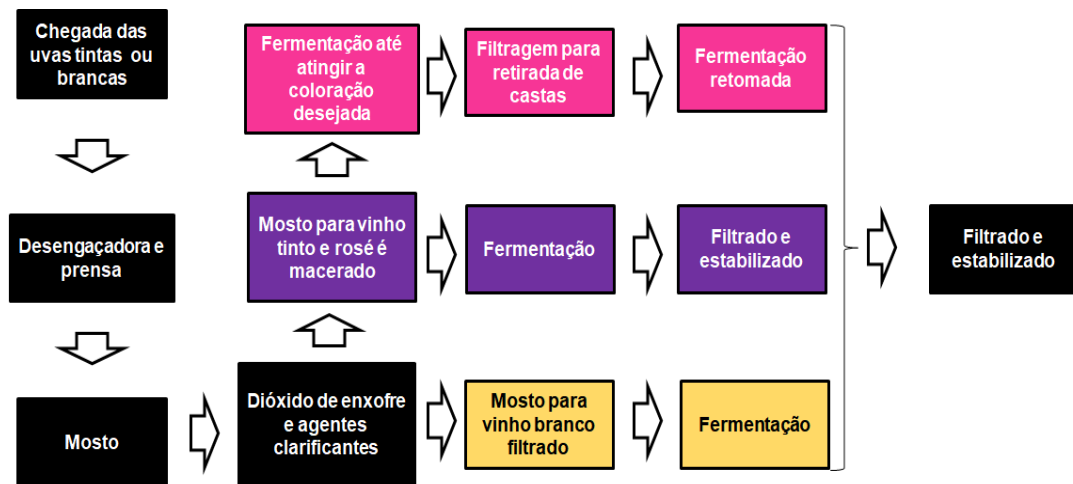 Chegada das
uvas tintas ou
brancas
Desengaçadora e
prensa
Mosto
Dióxido de enxofre
e agentes
clarificantes
Mosto para vinho
tinto e rosé é
macerado
Fermentação até
atingir a
coloração
desejada
Filtragem para
retirada de
castas
Fermentação
retomada
Fermentação
Filtrado e
estabilizado
Mosto para
vinho branco
filtrado
Fermentação
Filtrado e
estabilizado